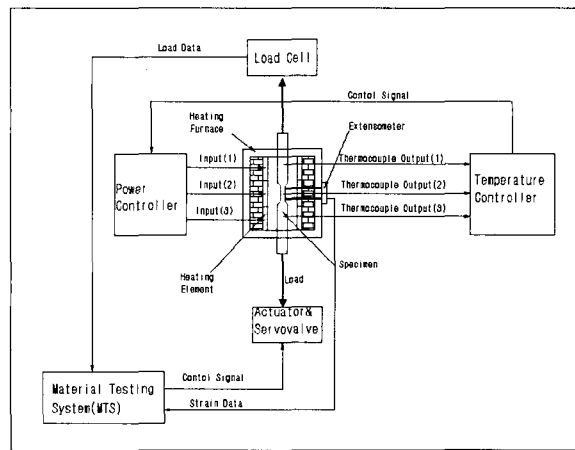 Load Data
Load Cell
Contol Signal
Heating
Furnace
Extensometer
Input(1)
Thermocouple Output(1)
Power
Controller
Input(2)
Thermocouple Output(2)
Temperature
Controller
Input(3)
Thermocouple Output(3)
Heating
Element
Specimen
Load
Actuator&
Servovalve
Material Testing
System(MTS)
Contol Signal
Strain Data